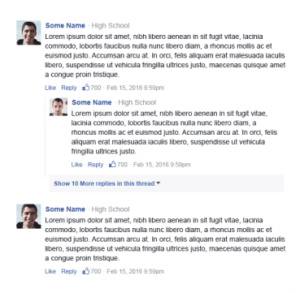 Some Name · High School
Lorem ipsum dolor sit amet, nibh libero aenean in sit fugit vitae, lacinia
commodo, lobortis faucibus nulla nunc libero diam, a rhoncus mollis ac et
euismod justo. Accumsan arcu at. In orci, felis aliquam erat malesuada iaculis
libero, suspendisse ut vehicula fringilla ultrices justo, maecenas quisque amet
a congue proin tristique.
Like Reply 700 · Feb 15, 2016 9:59pm
Some Name · High School
Lorem ipsum dolor sit amet, nibh libero aenean in sit fugit vitae,
lacinia commodo, lobortis faucibus nulla nunc libero diam, a
rhoncus mollis ac et euismod justo. Accumsan arcu at. In orci, felis
aliquam erat malesuada iaculis libero, suspendisse ut vehicula
fringilla ultrices justo.
Like Reply 700 · Feb 15, 2016 9:59pm
Show 10 More replies in this thread
Some Name · High School
Lorem ipsum dolor sit amet, nibh libero aenean in sit fugit vitae, lacinia
commodo, lobortis faucibus nulla nunc libero diam, a rhoncus mollis ac et
euismod justo. Accumsan arcu at. In orci, felis aliquam erat malesuada iaculis
libero, suspendisse ut vehicula fringilla ultrices justo, maecenas quisque amet
a congue proin tristique.
Like Reply 700 · Feb 15, 2016 9:59pm